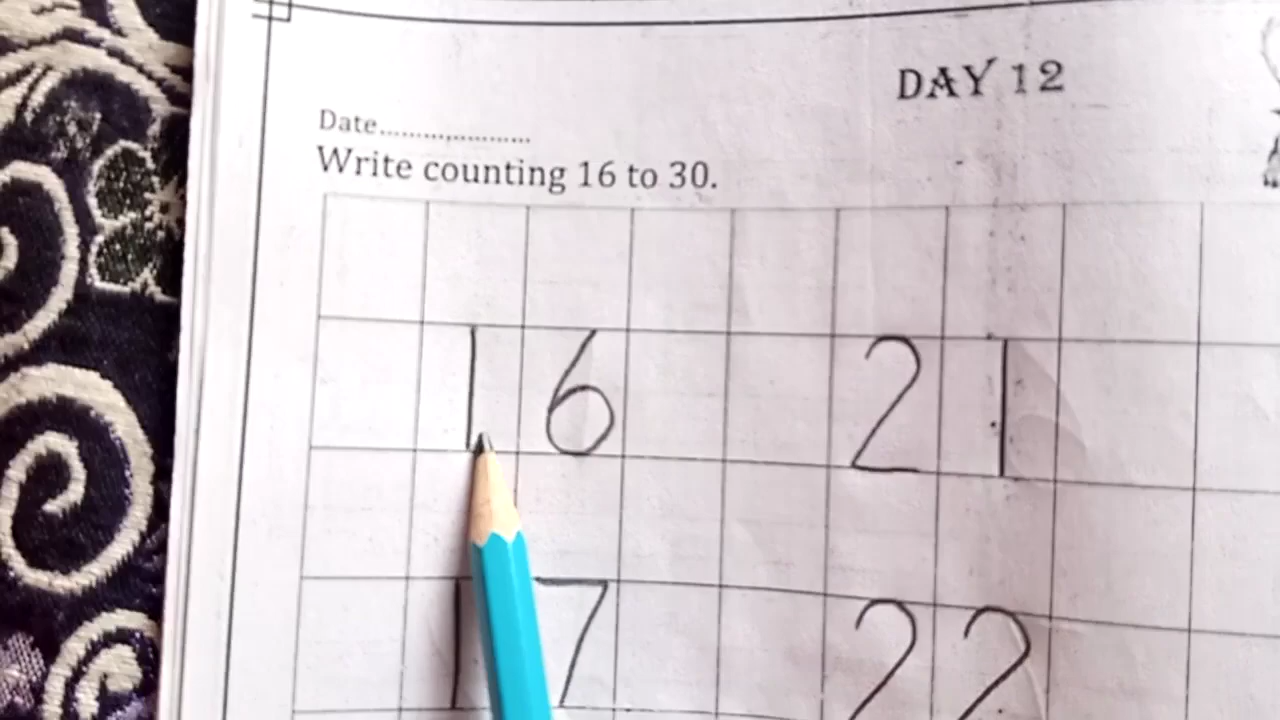 DAY 12
Date.....................
Write counting 16 to 30.
16 21
17 22